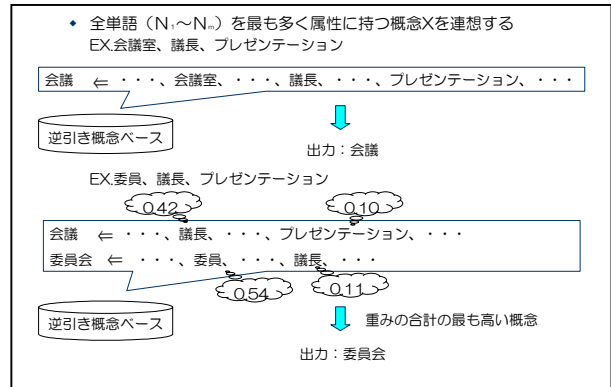 ◆ 全単語（N₁～Nₘ）を最も多く属性に持つ概念Xを連想する
EX.会議室、議長、プレゼンテーション
会議 ⇐ ・・・、会議室、・・・、議長、・・・、プレゼンテーション、・・・
逆引き概念ベース
出力：会議
EX.委員、議長、プレゼンテーション
0.42
0.10
会議 ⇐ ・・・、議長、・・・、プレゼンテーション、・・・
委員会 ⇐ ・・・、委員、・・・、議長、・・・
0.54
0.11
逆引き概念ベース
重みの合計の最も高い概念
出力：委員会